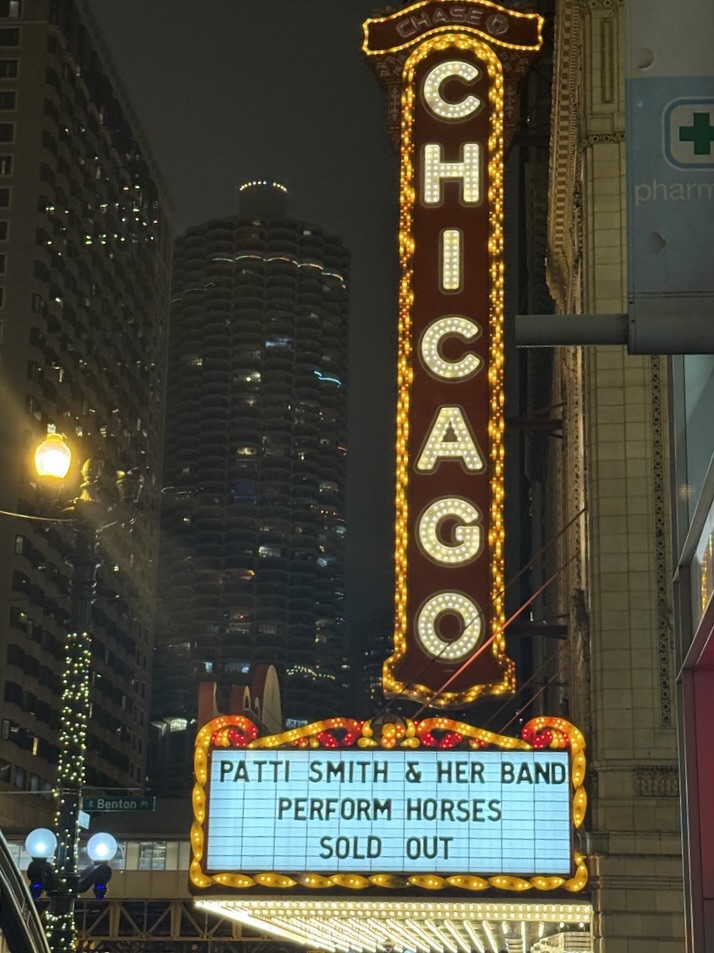 CHASE
CHICAGO
pharm
PATTI SMITH & HER BAND
PERFORM HORSES
SOLD OUT
E Benton Pl